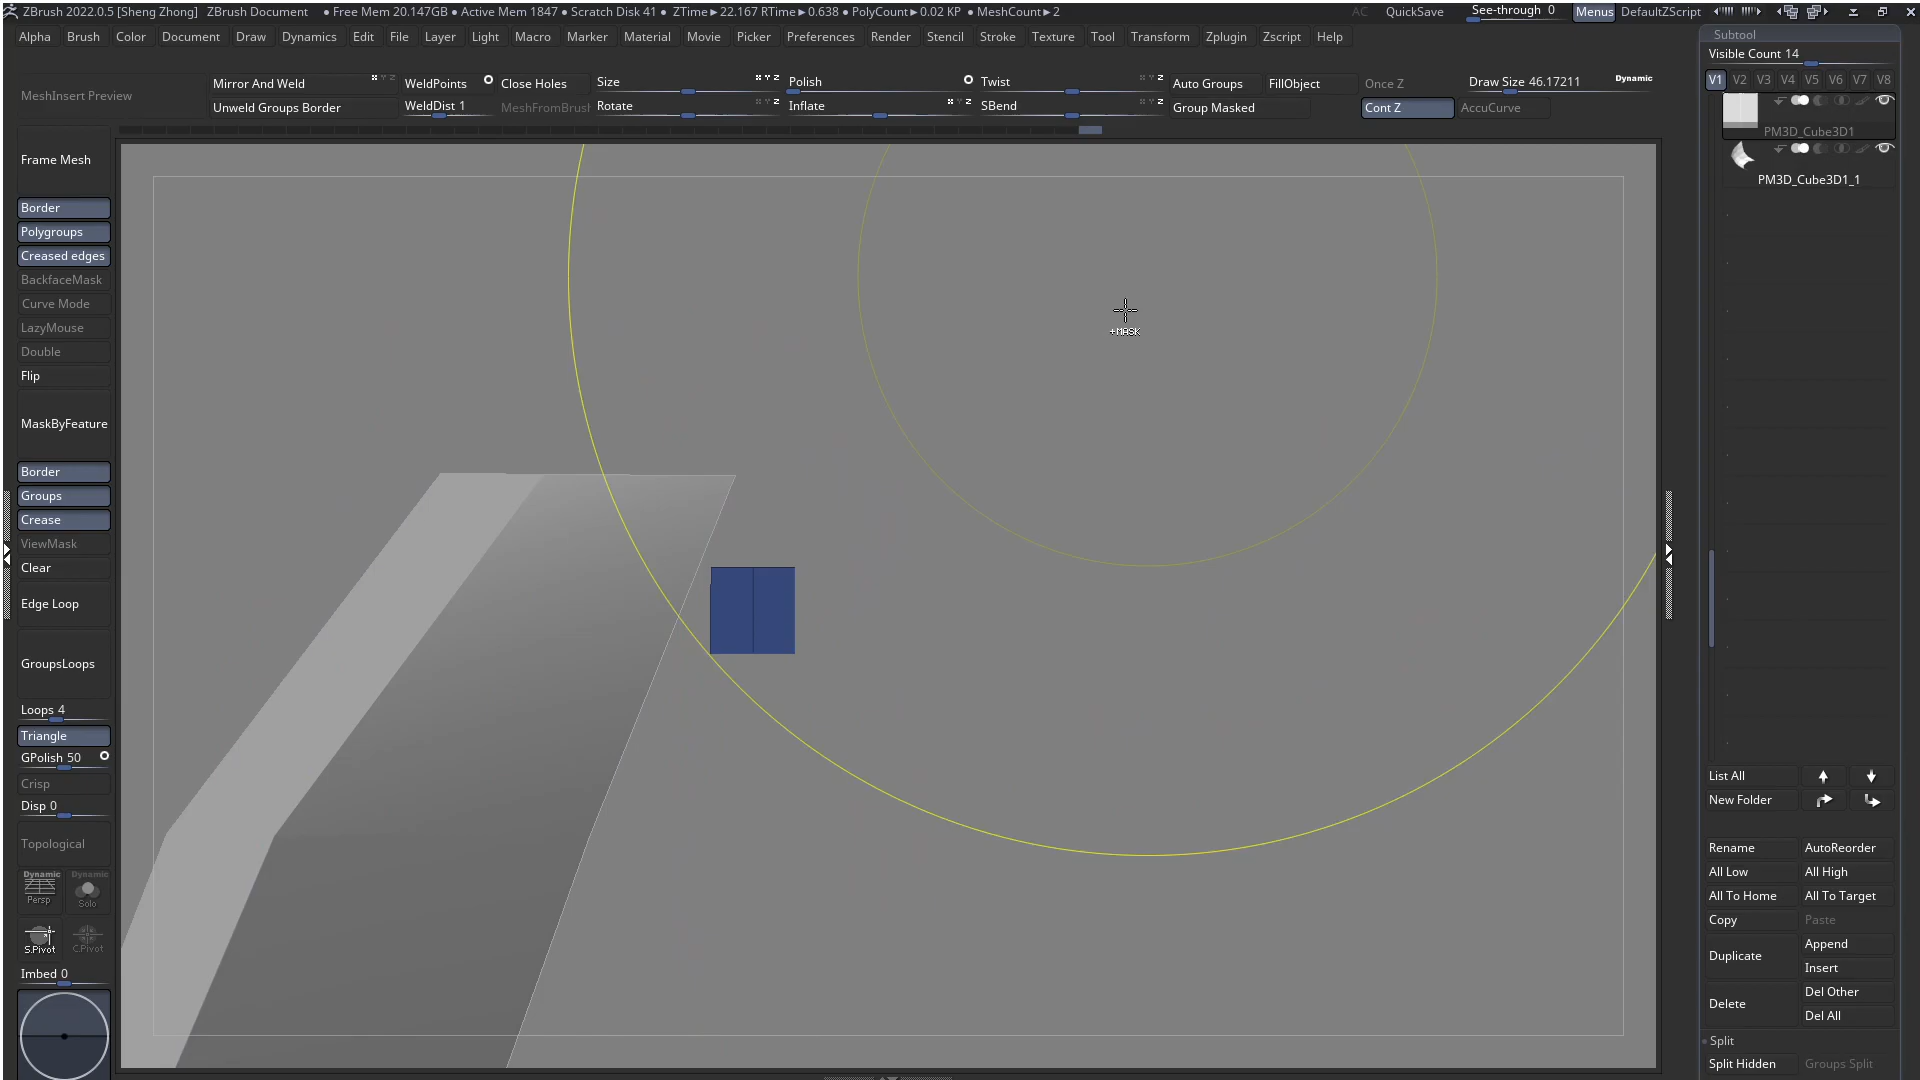 ZBrush 2022.0.5 [Sheng Zhong] ZBrush Document ● Free Mem 20.147GB ● Active Mem 1847 ● Scratch Disk 41 ● ZTime►22.167 RTime►0.638 ● PolyCount►0.02 KP ● MeshCount►2 AC QuickSave See-through 0 Menus DefaultZScript
Alpha Brush Color Document Draw Dynamics Edit File Layer Light Macro Marker Material Movie Picker Preferences Render Stencil Stroke Texture Tool Transform Zplugin Zscript Help
MeshInsert Preview
Mirror And Weld WeldPoints Close Holes Size Polish Twist Auto Groups FillObject Once Z Draw Size 46.17211 Dynamic
Unweld Groups Border WeldDist 1 MeshFromBrush Rotate Inflate SBend Group Masked Cont Z AccuCurve
Frame Mesh
Border
Polygroups
Creased edges
BackfaceMask
Curve Mode
LazyMouse
Double
Flip
MaskByFeature
Border
Groups
Crease
ViewMask
Clear
Edge Loop
GroupsLoops
Loops 4
Triangle
GPolish 50
Crisp
Disp 0
Topological
Dynamic Dynamic
Persp Solo
S.Pivot C.Pivot
Imbed 0
+MASK
Subtool
Visible Count 14
V1 V2 V3 V4 V5 V6 V7 V8
PM3D_Cube3D1
PM3D_Cube3D1_1
List All
New Folder
Rename AutoReorder
All Low All High
All To Home All To Target
Copy Paste
Duplicate Append
Insert
Delete Del Other
Del All
Split
Split Hidden Groups Split